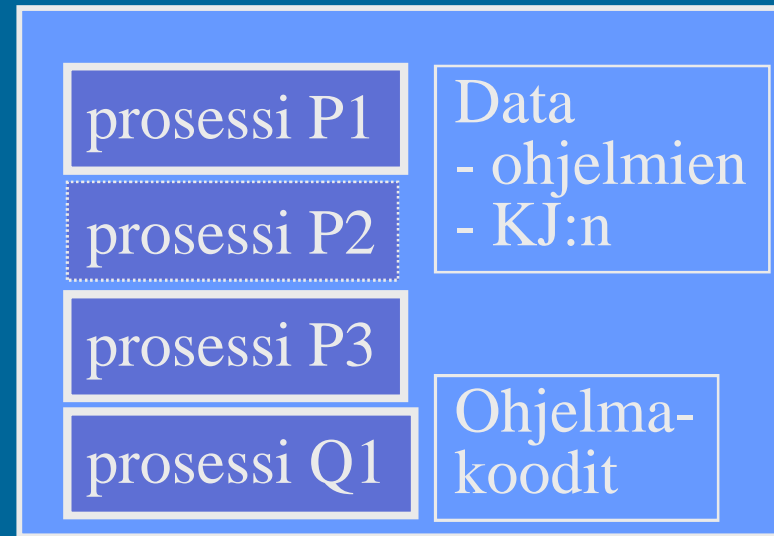 prosessi P1
prosessi P2
prosessi P3
prosessi Q1
Data
- ohjelmien
- KJ:n
Ohjelma-
koodit